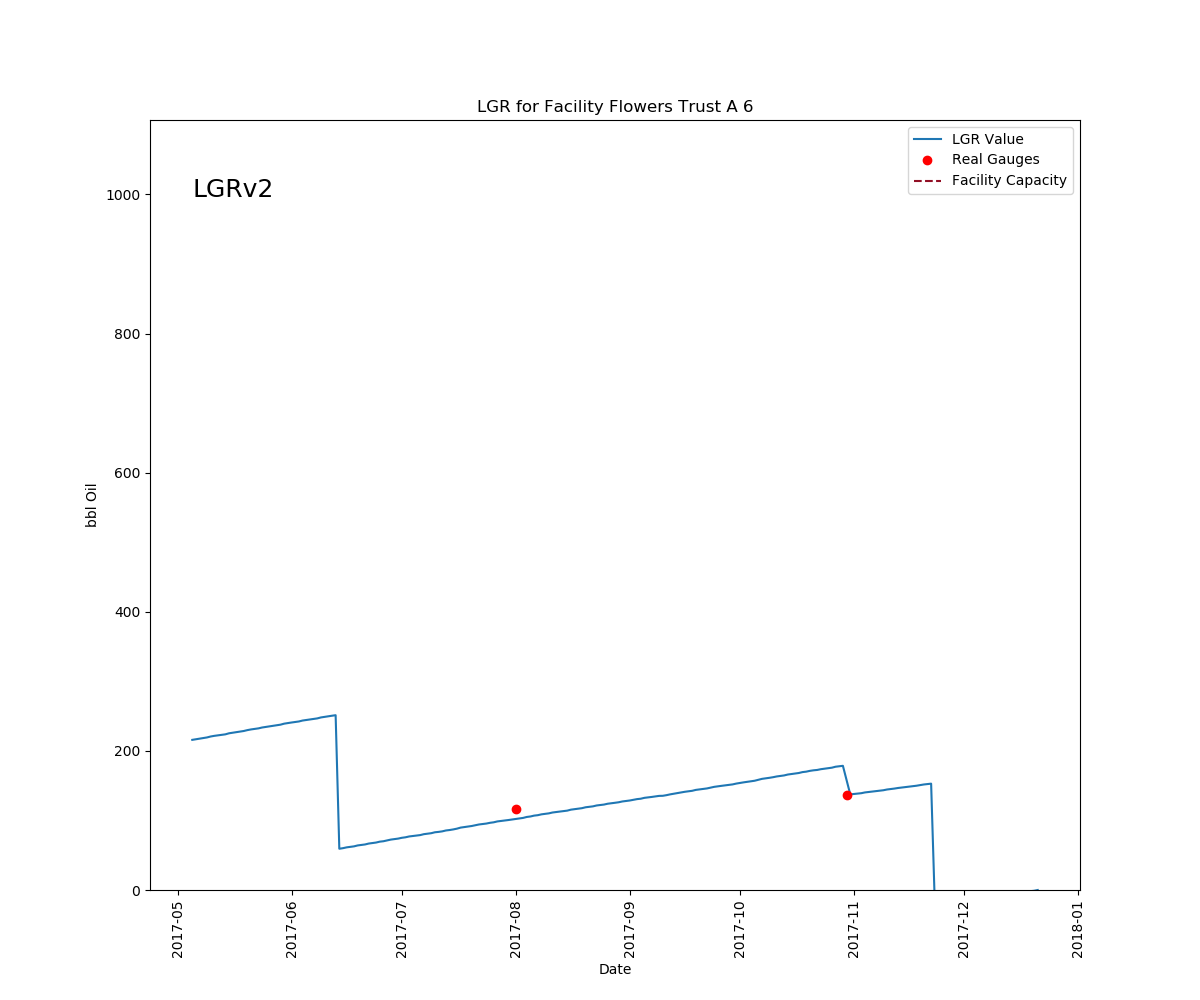 LGR for Facility Flowers Trust A 6
LGR Value
Real Gauges
Facility Capacity
LGRv2
1000
800
600
400
200
0
bbl Oil
2017-05
2017-06
2017-07
2017-08
2017-09
2017-10
2017-11
2017-12
2018-01
Date